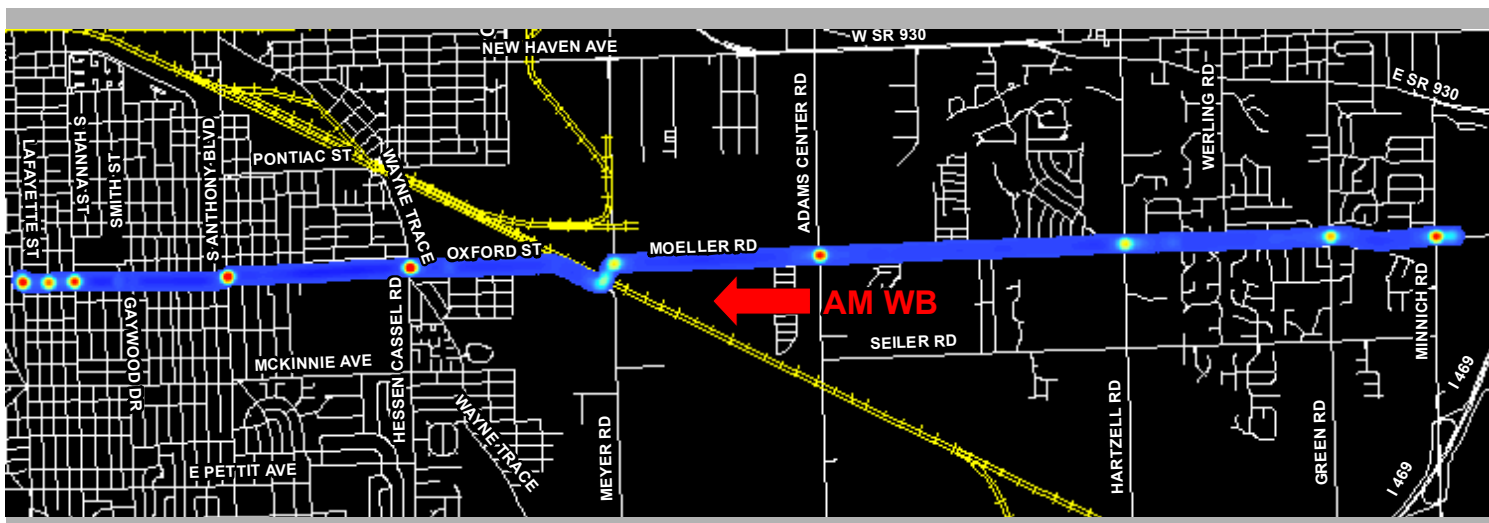 NEW HAVEN AVE
W SR 930
E SR 930
LAFAYETTE ST
S HANNA ST
SMITH ST
S ANTHONY BLVD
PONTIAC ST
WAYNE TRACE
ADAMS CENTER RD
WERLING RD
OXFORD ST
MOELLER RD
GAYWOOD DR
HESSEN CASSEL RD
AM WB
SEILER RD
MINNICH RD
MCKINNIE AVE
WAYNE TRACE
MEYER RD
HARTZELL RD
GREEN RD
I 469
E PETTIT AVE
I 469